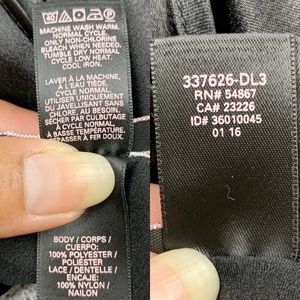 40
MACHINE WASH WARM
NORMAL CYCLE.
ONLY NON-CHLORINE
BLEACH WHEN NEEDED.
TUMBLE DRY NORMAL
CYCLE LOW HEAT.
COOL IRON.
LAVER À LA MACHINE,
À L'EAU TIÈDE.
CYCLE NORMAL.
UTILISER UNIQUEMENT
DU JAVELLISANT SANS
CHLORE AU BESOIN.
SÉCHER PAR CULBUTAGE
À CYCLE NORMAL,
À BASSE TEMPÉRATURE.
REPASSER À FER DOUX.
BODY / CORPS /
CUERPO:
100% POLYESTER /
POLIÉSTER
LACE / DENTELLE /
ENCAJE:
100% NYLON /
NAILON
337626-DL3
RN# 54867
CA# 23226
ID# 36010045
01 16